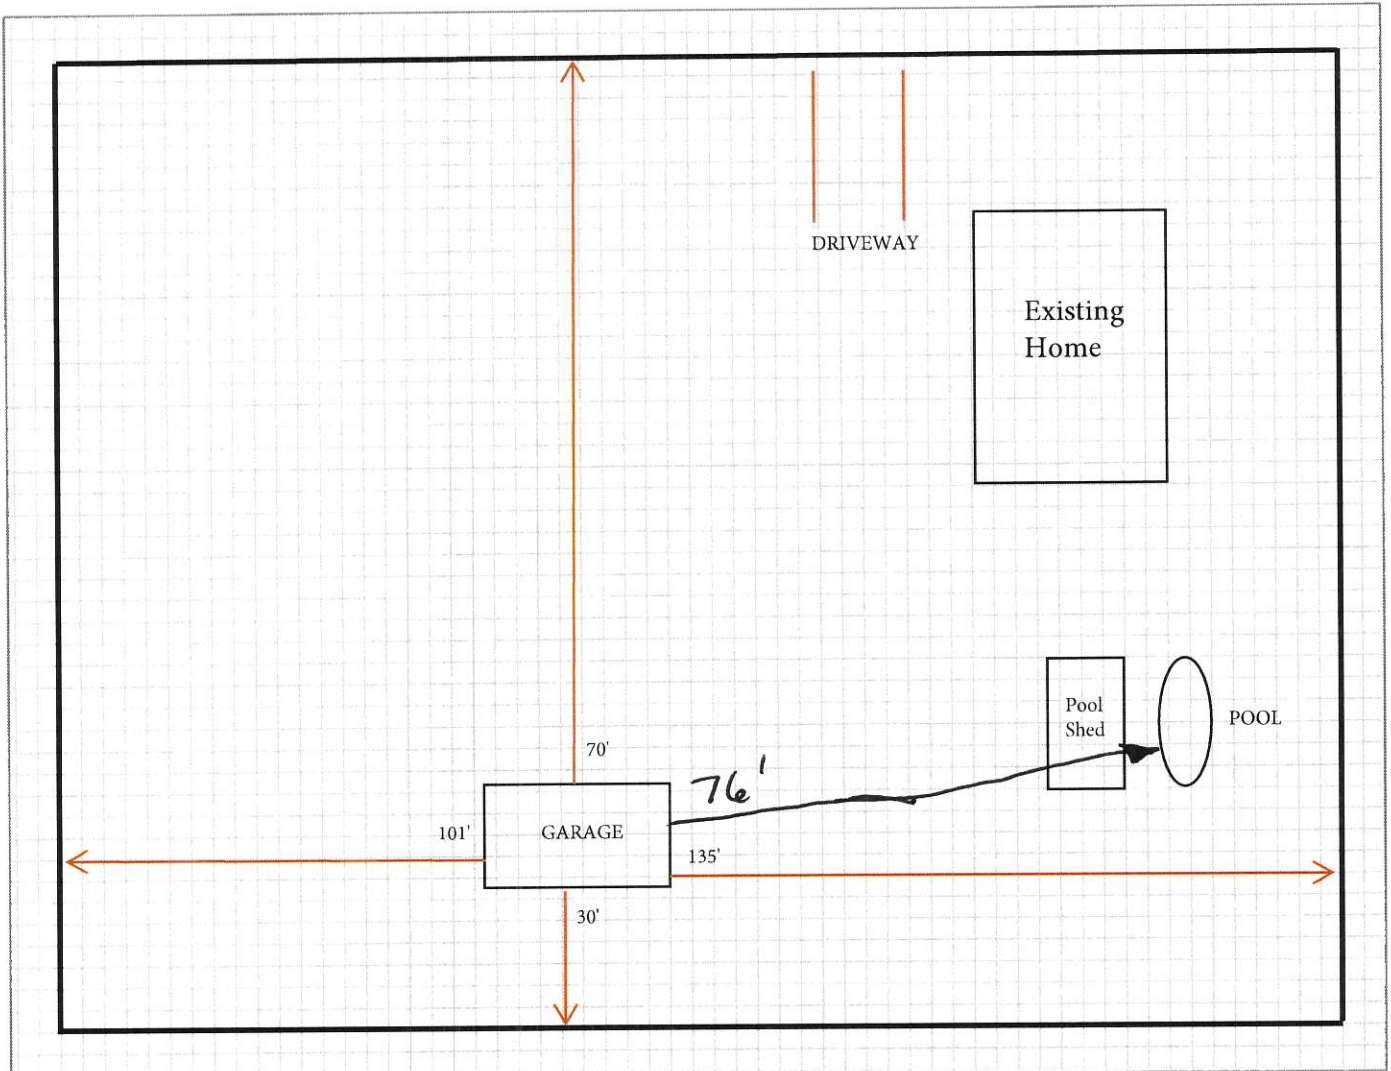 DRIVEWAY
Existing
Home
Pool
Shed
POOL
70'
76'
101'
GARAGE
135'
30'